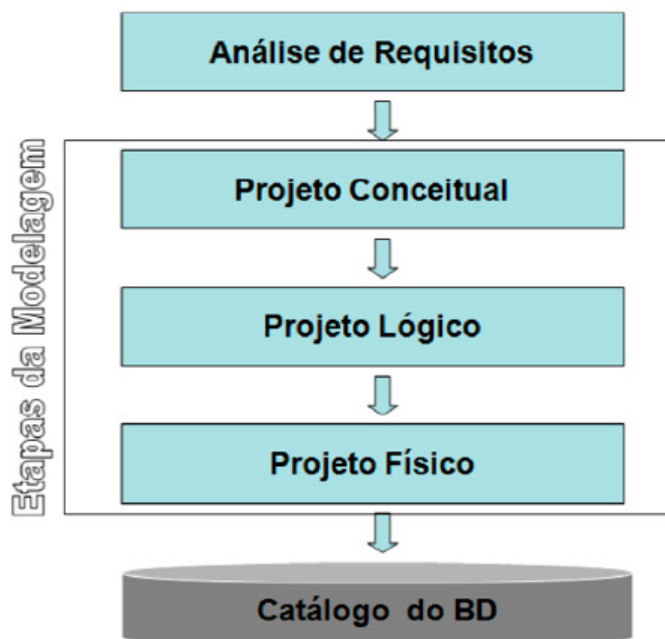 Análise de Requisitos
Etapas da Modelagem
Projeto Conceitual
Projeto Lógico
Projeto Físico
Catálogo do BD